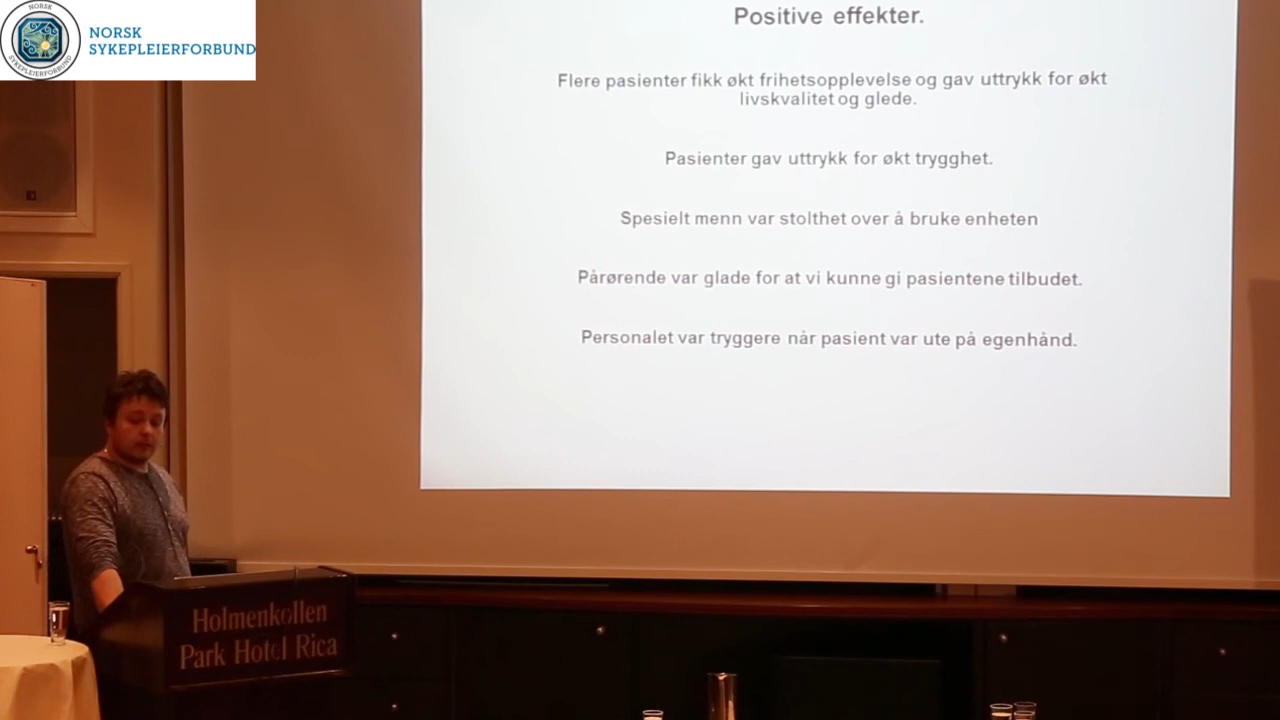 NORSK
SYKEPLEIERFORBUND
NORSK
SYKEPLEIERFORBUND
Positive effekter.
Flere pasienter fikk økt frihetsopplevelse og gav uttrykk for økt
livskvalitet og glede.
Pasienter gav uttrykk for økt trygghet.
Spesielt menn var stolthet over å bruke enheten
Pårørende var glade for at vi kunne gi pasientene tilbudet.
Personalet var tryggere når pasient var ute på egenhånd.
Holmenkollen
Park Hotel Rica